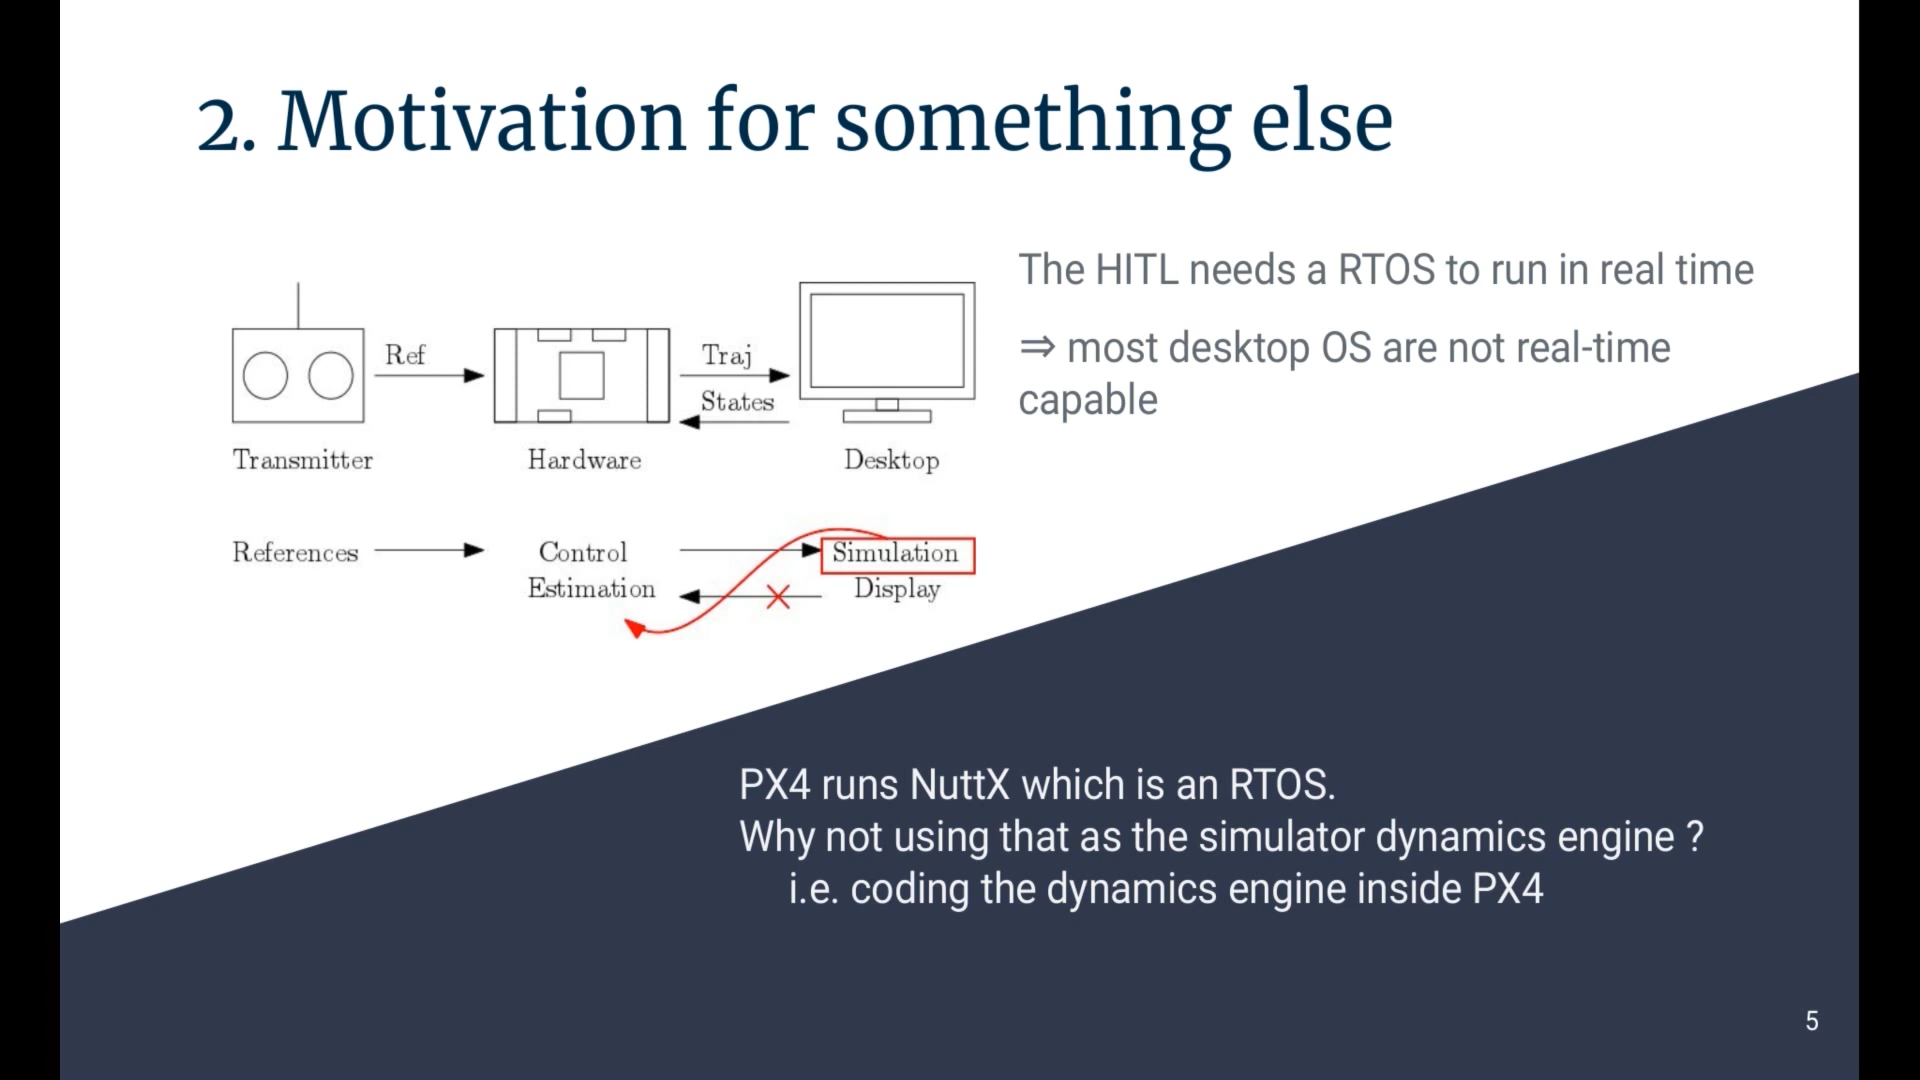 2. Motivation for something else
The HITL needs a RTOS to run in real time
⇒ most desktop OS are not real-time
capable
Ref
Traj
States
Transmitter
Hardware
Desktop
References
Control
Simulation
Estimation
Display
PX4 runs NuttX which is an RTOS.
Why not using that as the simulator dynamics engine ?
i.e. coding the dynamics engine inside PX4
5